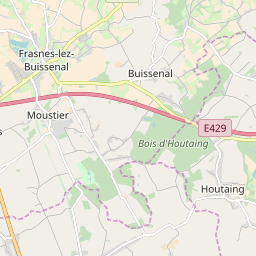 Frasnes-lez-
Buissenal
Buissenal
Moustier
E429
Bois d'Houtaing
Houtaing
s